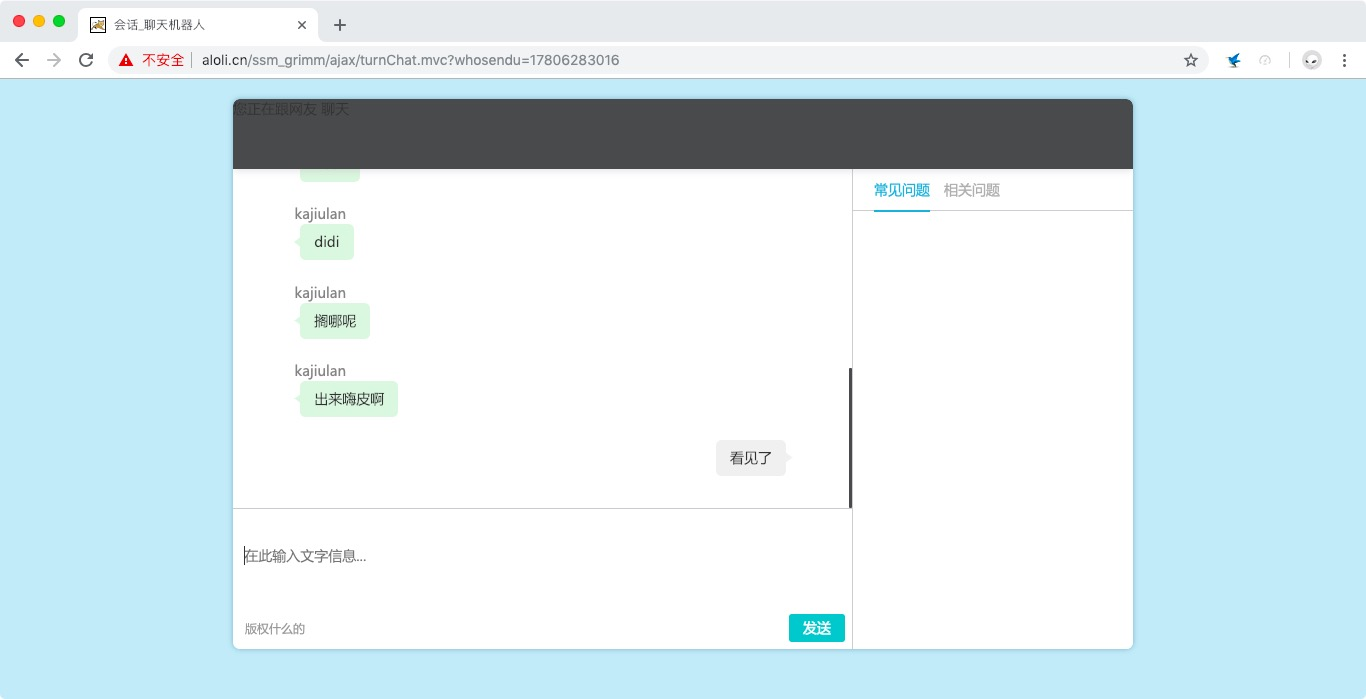 会话_聊天机器人
不安全 aloli.cn/ssm_grimm/ajax/turnChat.mvc?whosendu=17806283016
您正在跟网友 聊天
常见问题 相关问题
kajiulan
didi
kajiulan
搁哪呢
kajiulan
出来嗨皮啊
看见了
在此输入文字信息...
版权什么的
发送